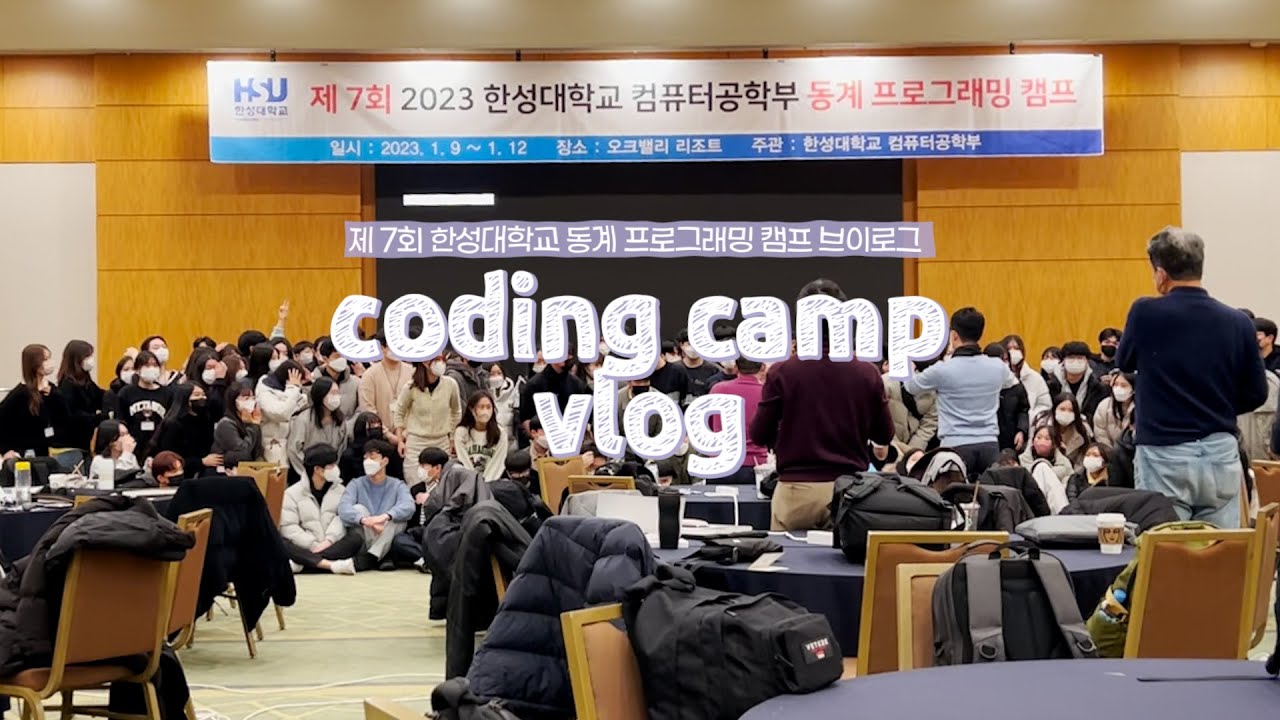 HSU
한성대학교
제 7회 2023 한성대학교 컴퓨터공학부 동계 프로그래밍 캠프
일시 : 2023. 1. 9 ~ 1. 12 장소 : 오크밸리 리조트 주관 : 한성대학교 컴퓨터공학부
제 7회 한성대학교 동계 프로그래밍 캠프 브이로그
coding camp
vlog